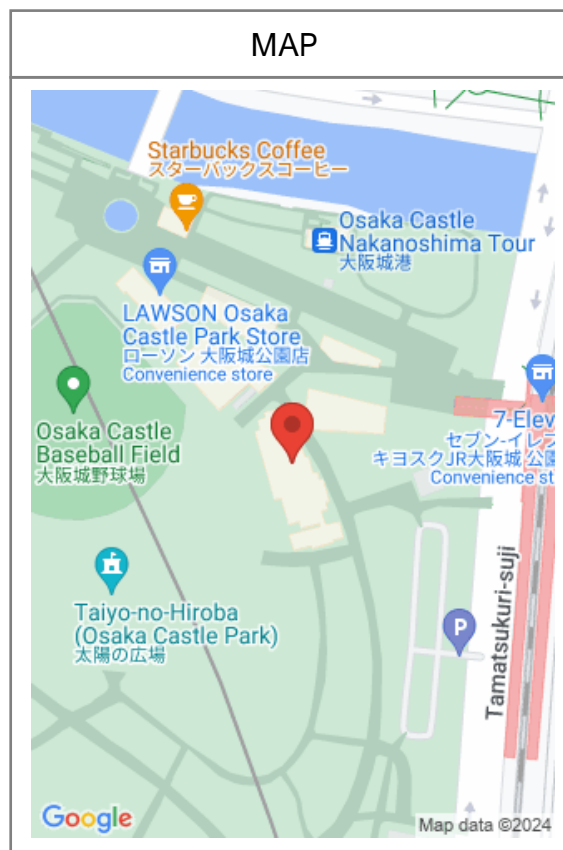 MAP
Starbucks Coffee
スターバックスコーヒー
Osaka Castle
Nakanoshima Tour
大阪城港
LAWSON Osaka
Castle Park Store
ローソン 大阪城公園店
Convenience store
7-Elev
セブン-イレブ
キヨスクJR大阪城 公園
Convenience st
Osaka Castle
Baseball Field
大阪城野球場
Taiyo-no-Hiroba
(Osaka Castle Park)
太陽の広場
P
Tamatsukuri-suji
Google
Map data ©2024